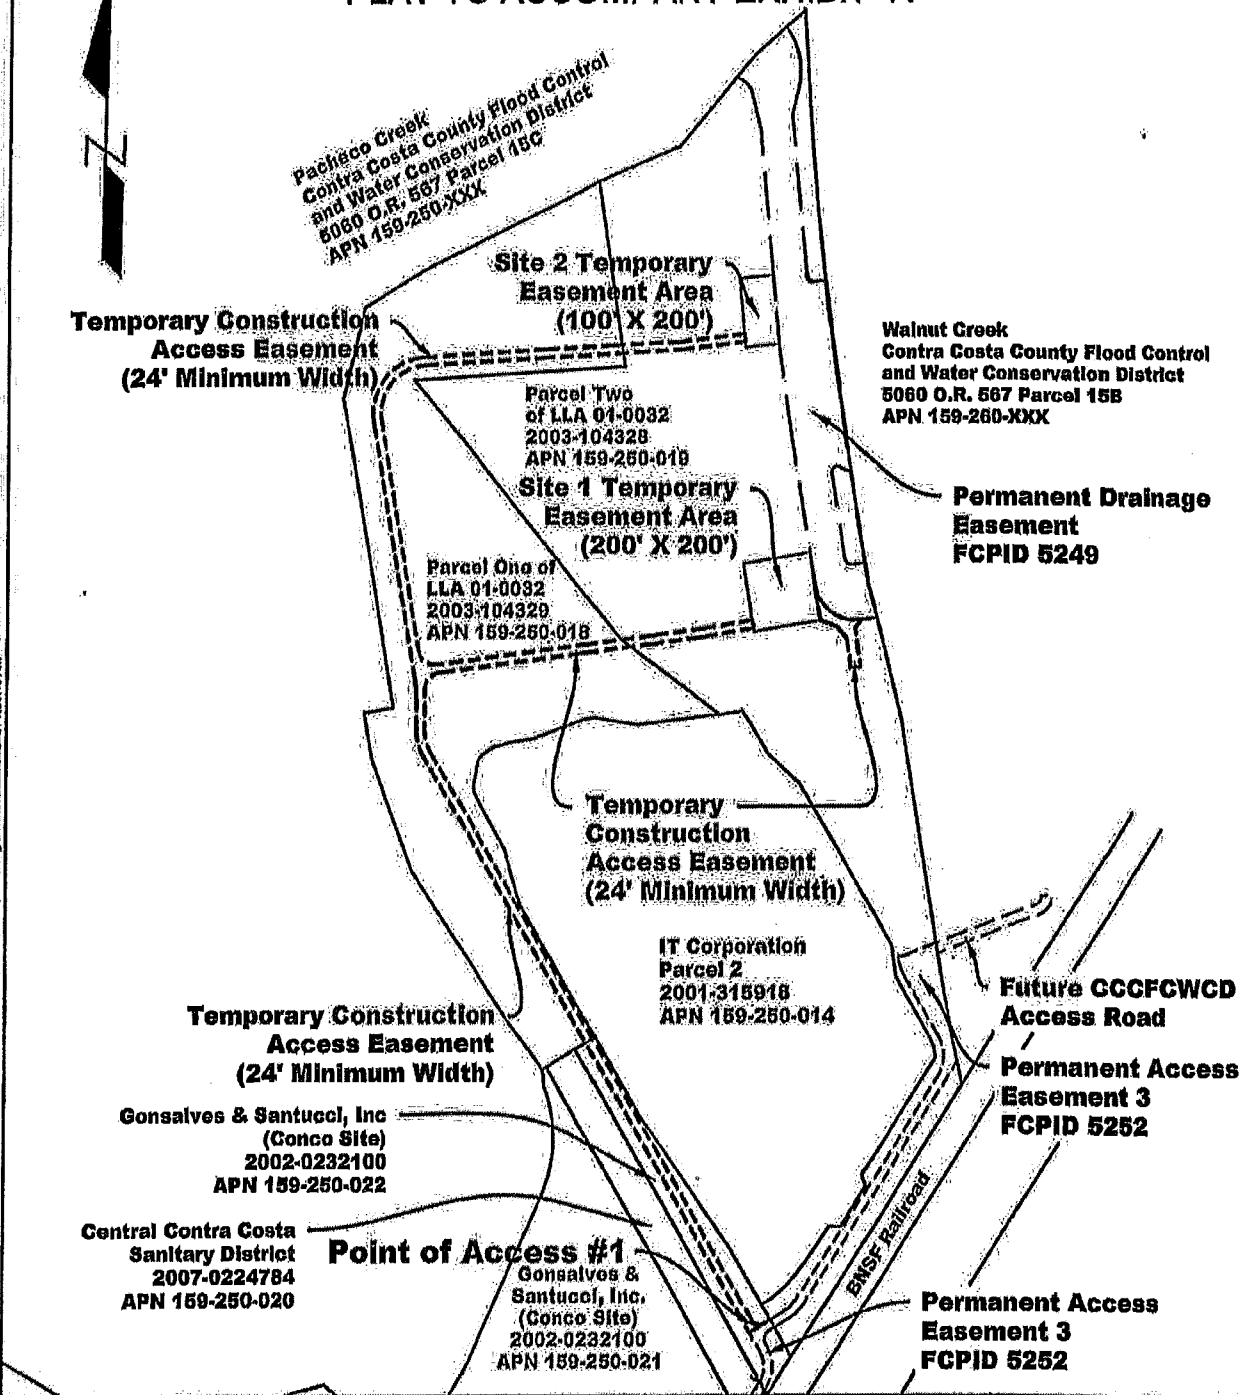 PLAT TO ACCOMPANY EXHIBIT "A"
Z
Pacheco Creek
Contra Costa County Flood Control
and Water Conservation District
5060 O.R. 567 Parcel 15C
APN 159-250-XXX
Site 2 Temporary
Easement Area
(100' X 200')
Temporary Construction
Access Easement
(24' Minimum Width)
Walnut Creek
Contra Costa County Flood Control
and Water Conservation District
5060 O.R. 567 Parcel 15B
APN 159-260-XXX
Parcel Two
of LLA 01-0032
2003-104328
APN 159-250-019
Site 1 Temporary
Easement Area
(200' X 200')
Permanent Drainage
Easement
FCPID 5249
Parcel One of
LLA 01-0032
2003-104329
APN 159-250-018
Temporary
Construction
Access Easement
(24' Minimum Width)
IT Corporation
Parcel 2
2001-315918
APN 159-250-014
Future CCCFCWCD
Access Road
Temporary Construction
Access Easement
(24' Minimum Width)
Permanent Access
Easement 3
FCPID 5252
Gonsalves & Santucci, Inc
(Conco Site)
2002-0232100
APN 159-250-022
Central Contra Costa
Sanitary District
2007-0224784
APN 159-250-020
Point of Access #1
Gonsalves &
Santucci, Inc.
(Conco Site)
2002-0232100
APN 159-250-021
BNSF Railroad
Permanent Access
Easement 3
FCPID 5252